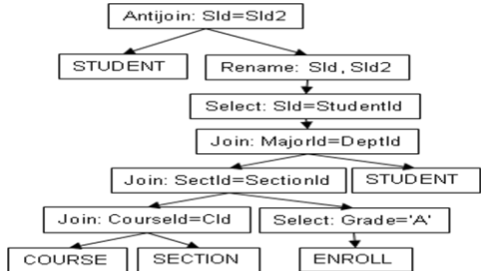 Antijoin: SId=SId2
STUDENT
Rename: SId, SId2
Select: SId=StudentId
Join: MajorId=DeptId
Join: SectId=SectionId
STUDENT
Join: CourseId=CId
Select: Grade='A'
COURSE
SECTION
ENROLL